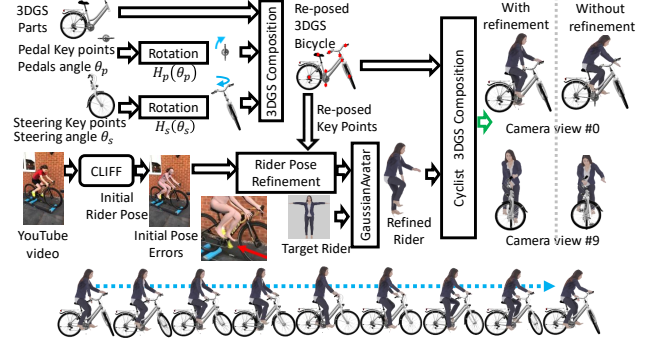 3DGS
Parts
Pedal Key points
Pedals angle θp
Rotation
Hp(θp)
Steering Key points
Steering angle θs
Rotation
Hs(θs)
3DGS Composition
Re-posed
3DGS
Bicycle
Re-posed
Key Points
CLIFF
Initial
Rider Pose
YouTube
video
Initial Pose
Errors
Rider Pose
Refinement
Target Rider
GaussianAvatar
Refined
Rider
Cyclist 3DGS Composition
With
refinement
Without
refinement
Camera view #0
Camera view #9